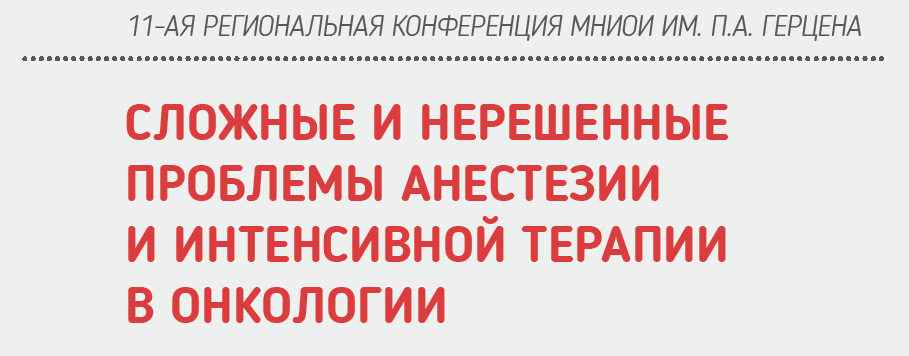 11-АЯ РЕГИОНАЛЬНАЯ КОНФЕРЕНЦИЯ МНИОИ ИМ. П.А. ГЕРЦЕНА
СЛОЖНЫЕ И НЕРЕШЕННЫЕ
ПРОБЛЕМЫ АНЕСТЕЗИИ
И ИНТЕНСИВНОЙ ТЕРАПИИ
В ОНКОЛОГИИ